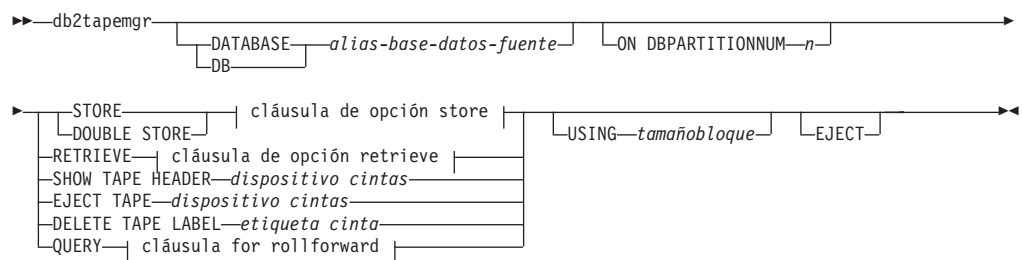 db2tapemgr
DATABASE alias-base-datos-fuente ON DBPARTITIONNUM n
DB
STORE cláusula de opción store USING tamañobloque EJECT
DOUBLE STORE
RETRIEVE cláusula de opción retrieve
SHOW TAPE HEADER dispositivo cintas
EJECT TAPE dispositivo cintas
DELETE TAPE LABEL etiqueta cinta
QUERY cláusula for rollforward